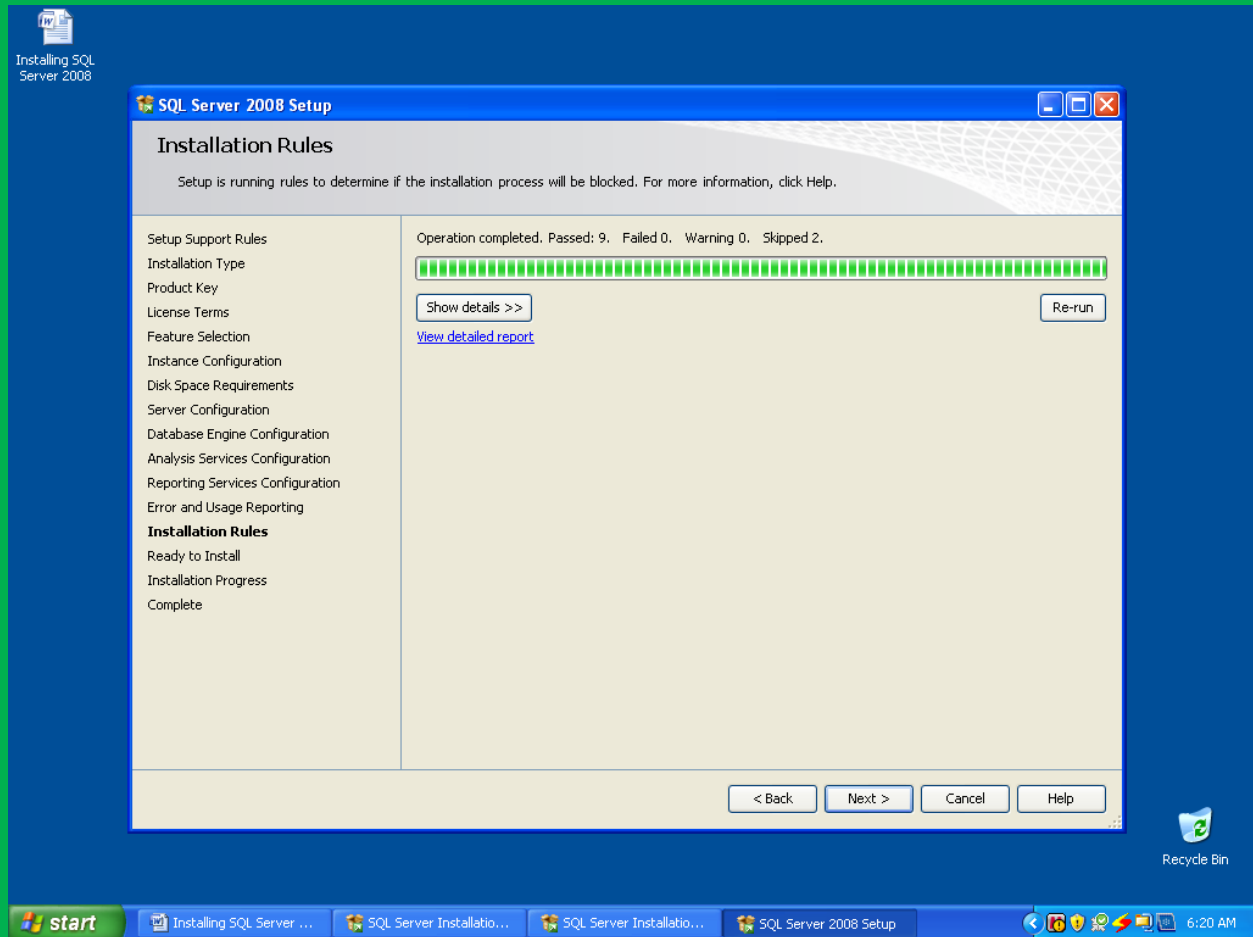 Installing SQL
Server 2008
SQL Server 2008 Setup
Installation Rules
Setup is running rules to determine if the installation process will be blocked. For more information, click Help.
Setup Support Rules
Installation Type
Product Key
License Terms
Feature Selection
Instance Configuration
Disk Space Requirements
Server Configuration
Database Engine Configuration
Analysis Services Configuration
Reporting Services Configuration
Error and Usage Reporting
Installation Rules
Ready to Install
Installation Progress
Complete
Operation completed. Passed: 9. Failed 0. Warning 0. Skipped 2.
Show details >>
Re-run
View detailed report
< Back
Next >
Cancel
Help
Recycle Bin
start
Installing SQL Server ...
SQL Server Installatio...
SQL Server Installatio...
SQL Server 2008 Setup
6:20 AM